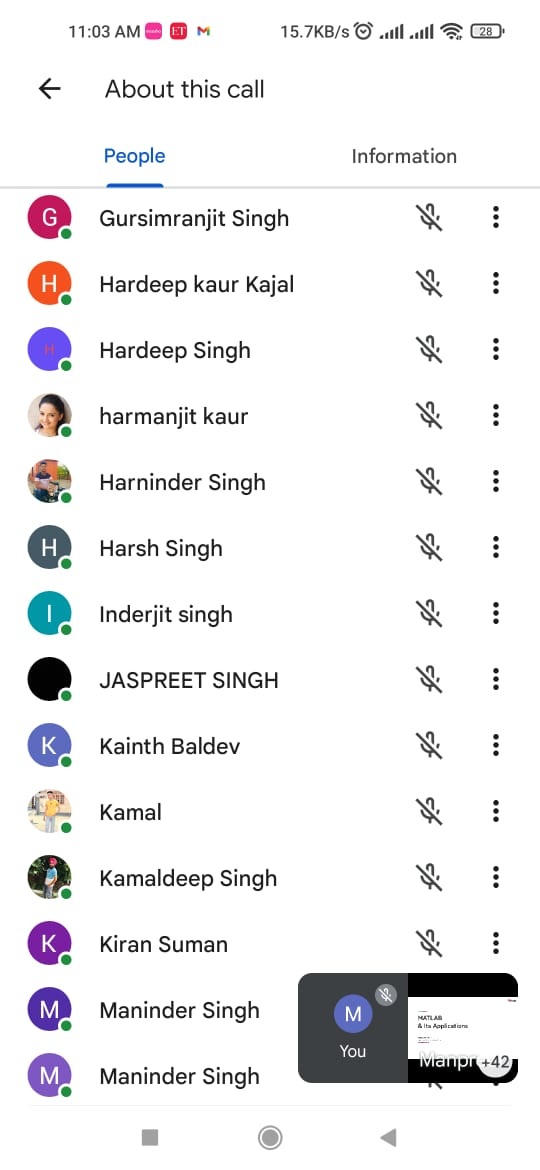 11:03 AM ET M 15.7KB/s 28
About this call
People Information
G Gursimranjit Singh
H Hardeep kaur Kajal
H Hardeep Singh
harmanjit kaur
Harninder Singh
H Harsh Singh
I Inderjit singh
JASPREET SINGH
K Kainth Baldev
Kamal
Kamaldeep Singh
K Kiran Suman
M Maninder Singh
M Maninder Singh
M
You
MATLAB
& Its Applications
Manpr +42